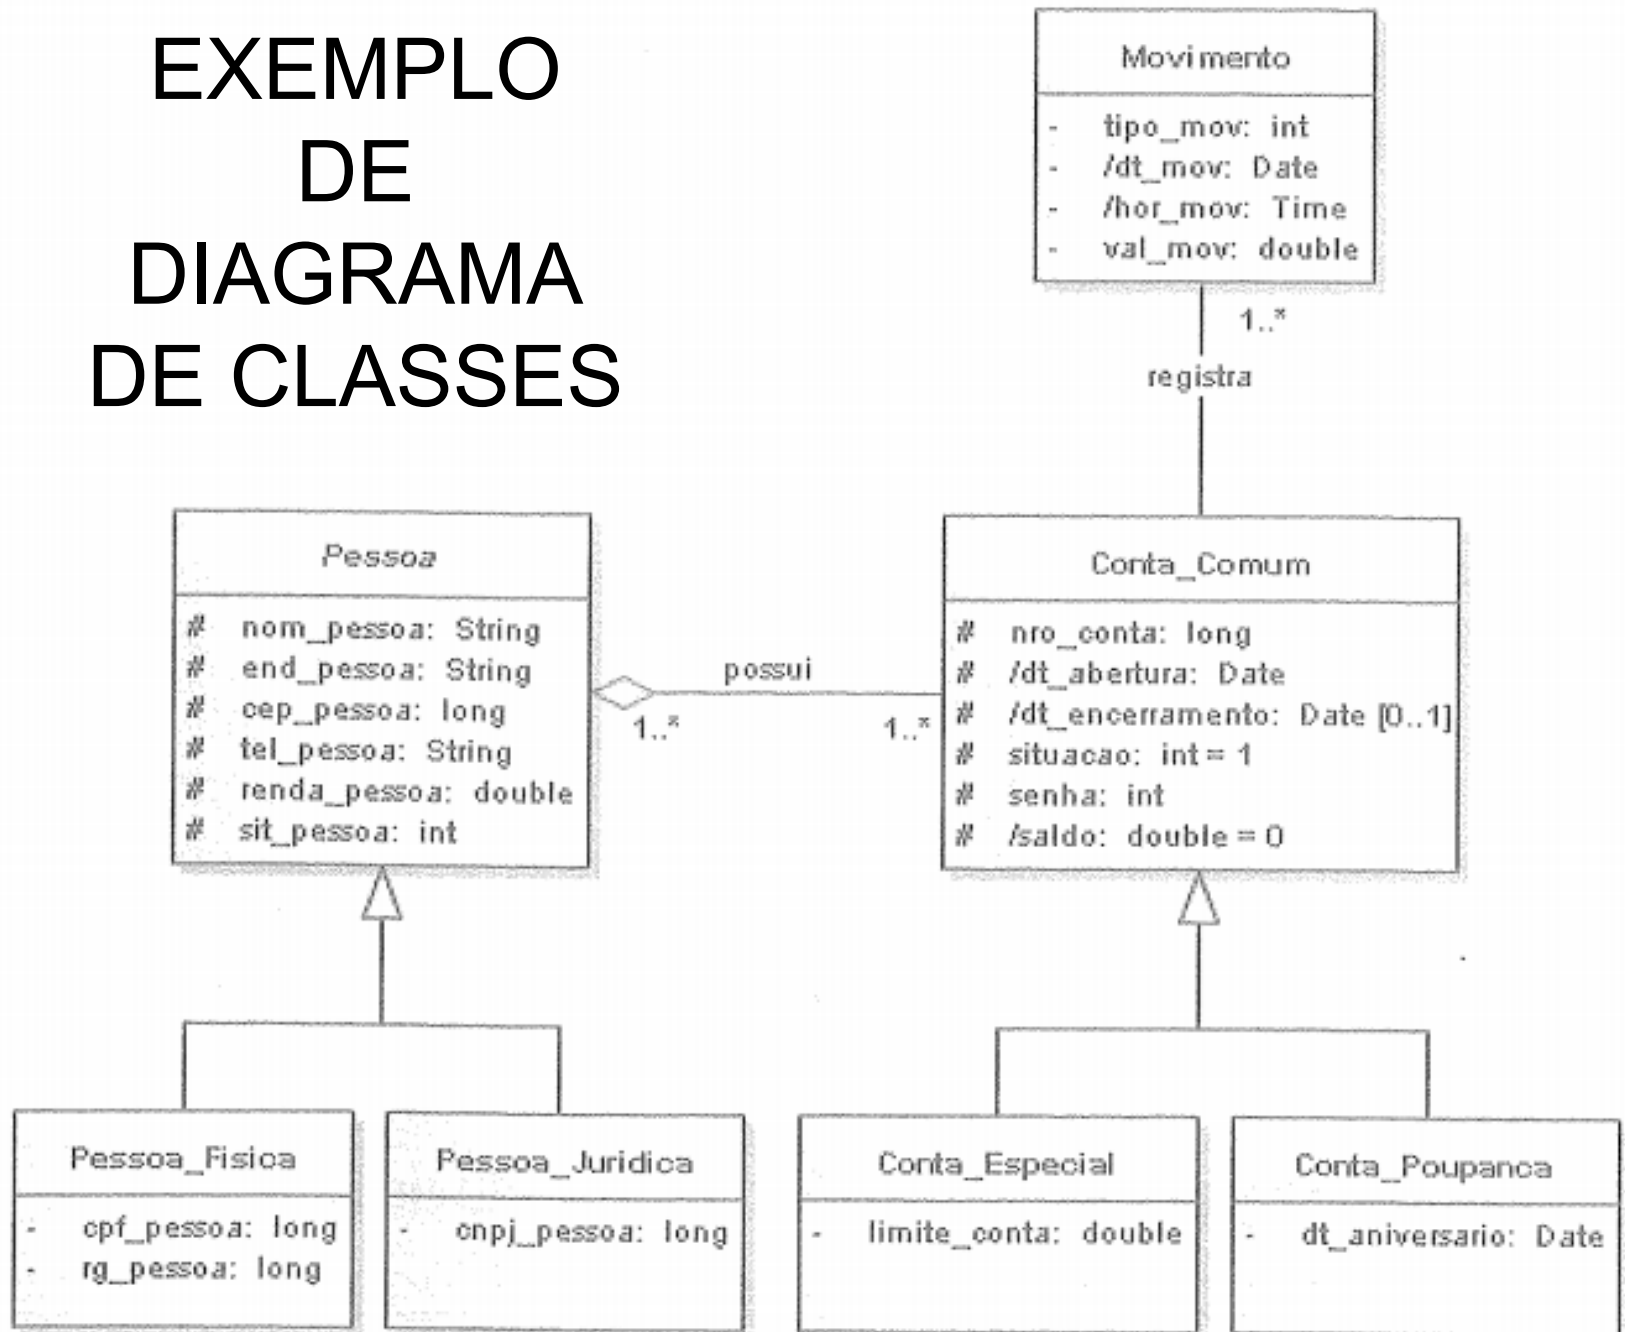 EXEMPLO
DE
DIAGRAMA
DE CLASSES
Movimento
- tipo_mov: int
- /dt_mov: Date
- /hor_mov: Time
- val_mov: double
1..*
registra
Pessoa
# nom_pessoa: String
# end_pessoa: String
# cep_pessoa: long
# tel_pessoa: String
# renda_pessoa: double
# sit_pessoa: int
possui
1..*
1..*
Conta_Comum
# nro_conta: long
# /dt_abertura: Date
# /dt_encerramento: Date [0..1]
# situacao: int = 1
# senha: int
# /saldo: double = 0
Pessoa_Fisica
- cpf_pessoa: long
- rg_pessoa: long
Pessoa_Juridica
- cnpj_pessoa: long
Conta_Especial
- limite_conta: double
Conta_Poupanca
- dt_aniversario: Date